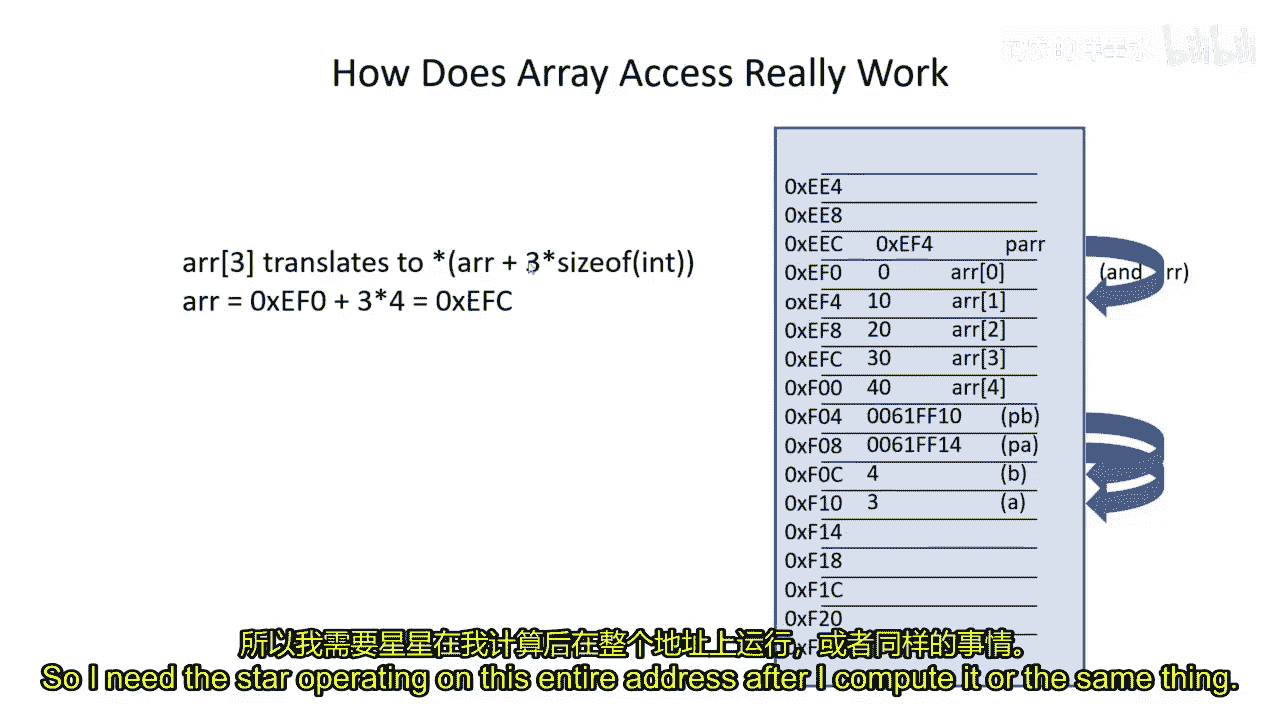 How Does Array Access Really Work
bilibili
arr[3] translates to *(arr + 3*sizeof(int))
arr = 0xEF0 + 3*4 = 0xEFC
0xEE4
0xEE8
0xEEC 0xEF4 parr
0xEF0 0 arr[0] (and rr)
oxEF4 10 arr[1]
0xEF8 20 arr[2]
0xEFC 30 arr[3]
0xF00 40 arr[4]
0xF04 0061FF10 (pb)
0xF08 0061FF14 (pa)
0xF0C 4 (b)
0xF10 3 (a)
0xF14
0xF18
0xF1C
0xF20
所以我需要星星在我计算后在整个地址上运行，或者同样的事情。
So I need the star operating on this entire address after I compute it or the same thing.